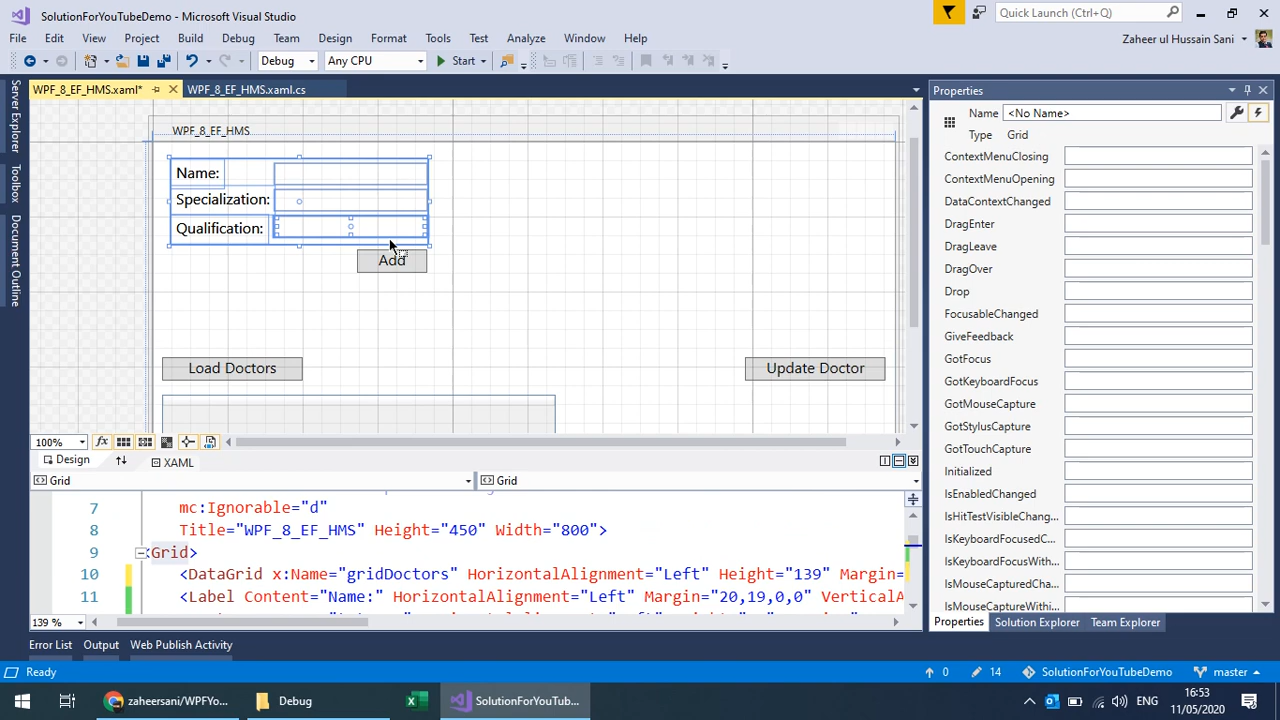 SolutionForYouTubeDemo - Microsoft Visual Studio
Quick Launch (Ctrl+Q)
File Edit View Project Build Debug Team Design Format Tools Test Analyze Window Help
Zaheer ul Hussain Sani
Debug Any CPU Start
WPF_8_EF_HMS.xaml* WPF_8_EF_HMS.xaml.cs
Server Explorer
Toolbox
Document Outline
WPF_8_EF_HMS
Name:
Specialization:
Qualification:
Add
Load Doctors Update Doctor
100% fx
Design XAML
Grid Grid
7 mc:Ignorable="d"
8 Title="WPF_8_EF_HMS" Height="450" Width="800">
9 Grid>
10 <DataGrid x:Name="gridDoctors" HorizontalAlignment="Left" Height="139" Margin=
11 <Label Content="Name:" HorizontalAlignment="Left" Margin="20,19,0,0" VerticalA
139 %
Properties
Name <No Name>
Type Grid
ContextMenuClosing
ContextMenuOpening
DataContextChanged
DragEnter
DragLeave
DragOver
Drop
FocusableChanged
GiveFeedback
GotFocus
GotKeyboardFocus
GotMouseCapture
GotStylusCapture
GotTouchCapture
Initialized
IsEnabledChanged
IsHitTestVisibleChang...
IsKeyboardFocusedC...
IsKeyboardFocusWith...
IsMouseCapturedCha...
IsMouseCaptureWithi...
Properties Solution Explorer Team Explorer
Error List Output Web Publish Activity
Ready 0 14 SolutionForYouTubeDemo master
zaheersani/WPFYo... Debug SolutionForYouTub... ENG 16:53
11/05/2020